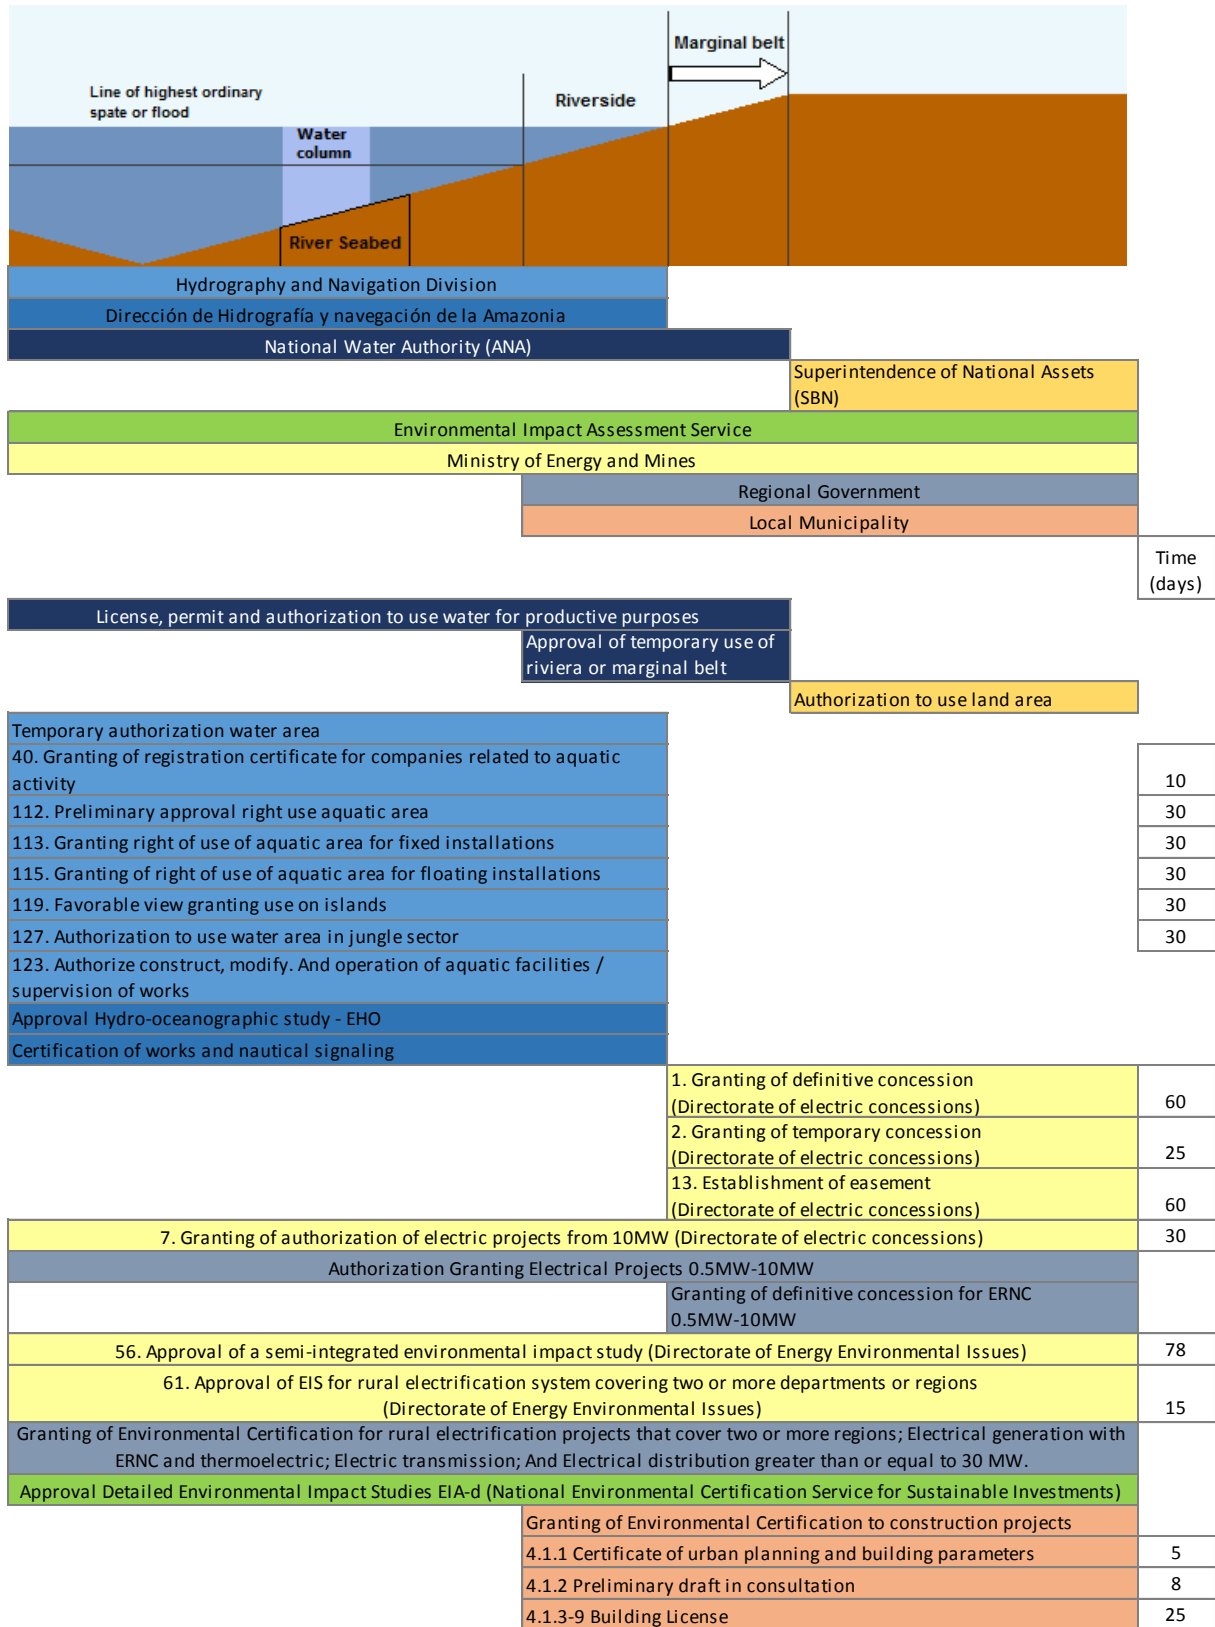 Marginal belt
Line of highest ordinary
spate or flood
Riverside
Water
column
River Seabed
Hydrography and Navigation Division
Dirección de Hidrografía y navegación de la Amazonia
National Water Authority (ANA)
Superintendence of National Assets
(SBN)
Environmental Impact Assessment Service
Ministry of Energy and Mines
Regional Government
Local Municipality
Time
(days)
License, permit and authorization to use water for productive purposes
Approval of temporary use of
riviera or marginal belt
Authorization to use land area
Temporary authorization water area
40. Granting of registration certificate for companies related to aquatic
activity
10
112. Preliminary approval right use aquatic area
30
113. Granting right of use of aquatic area for fixed installations
30
115. Granting of right of use of aquatic area for floating installations
30
119. Favorable view granting use on islands
30
127. Authorization to use water area in jungle sector
30
123. Authorize construct, modify. And operation of aquatic facilities /
supervision of works
Approval Hydro-oceanographic study - EHO
Certification of works and nautical signaling
1. Granting of definitive concession
(Directorate of electric concessions)
60
2. Granting of temporary concession
(Directorate of electric concessions)
25
13. Establishment of easement
(Directorate of electric concessions)
60
7. Granting of authorization of electric projects from 10MW (Directorate of electric concessions)
30
Authorization Granting Electrical Projects 0.5MW-10MW
Granting of definitive concession for ERNC
0.5MW-10MW
56. Approval of a semi-integrated environmental impact study (Directorate of Energy Environmental Issues)
78
61. Approval of EIS for rural electrification system covering two or more departments or regions
(Directorate of Energy Environmental Issues)
15
Granting of Environmental Certification for rural electrification projects that cover two or more regions; Electrical generation with
ERNC and thermoelectric; Electric transmission; And Electrical distribution greater than or equal to 30 MW.
Approval Detailed Environmental Impact Studies EIA-d (National Environmental Certification Service for Sustainable Investments)
Granting of Environmental Certification to construction projects
4.1.1 Certificate of urban planning and building parameters
5
4.1.2 Preliminary draft in consultation
8
4.1.3-9 Building License
25